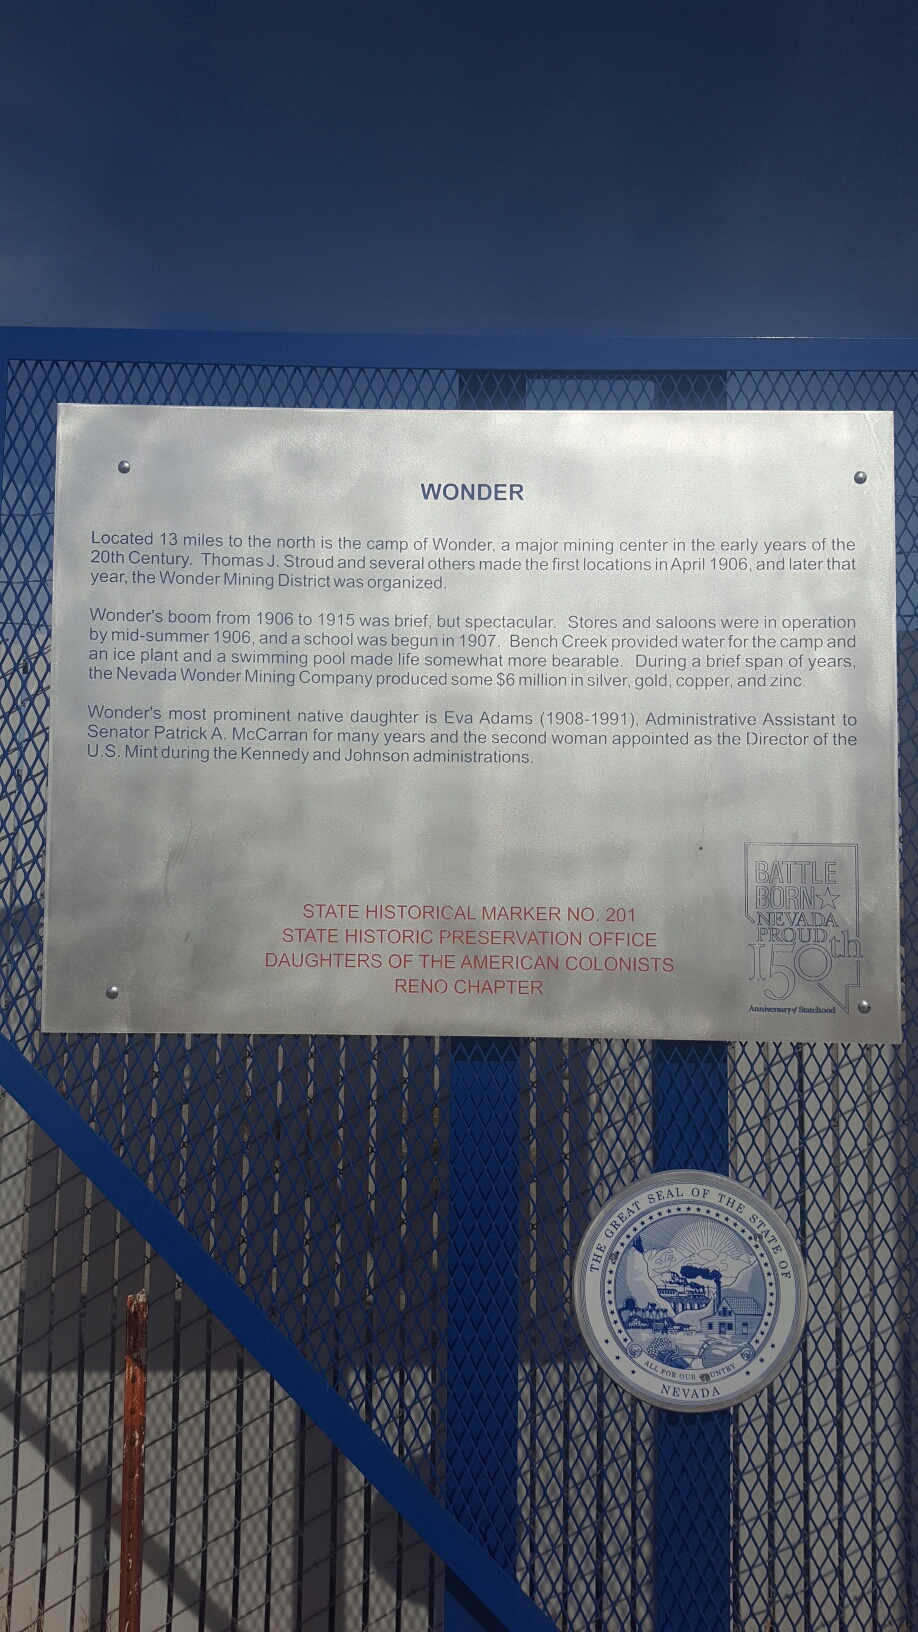 WONDER
Located 13 miles to the north is the camp of Wonder, a major mining center in the early years of the
20th Century. Thomas J. Stroud and several others made the first locations in April 1906, and later that
year, the Wonder Mining District was organized.
Wonder's boom from 1906 to 1915 was brief, but spectacular. Stores and saloons were in operation
by mid-summer 1906, and a school was begun in 1907. Bench Creek provided water for the camp and
an ice plant and a swimming pool made life somewhat more bearable. During a brief span of years,
the Nevada Wonder Mining Company produced some $6 million in silver, gold, copper, and zinc.
Wonder's most prominent native daughter is Eva Adams (1908-1991), Administrative Assistant to
Senator Patrick A. McCarran for many years and the second woman appointed as the Director of the
U.S. Mint during the Kennedy and Johnson administrations.
STATE HISTORICAL MARKER NO. 201
STATE HISTORIC PRESERVATION OFFICE
DAUGHTERS OF THE AMERICAN COLONISTS
RENO CHAPTER
BATTLE
BORN
NEVADA
PROUD
150th
Anniversary of Statehood
THE GREAT SEAL OF THE STATE OF
ALL FOR OUR
NEVADA